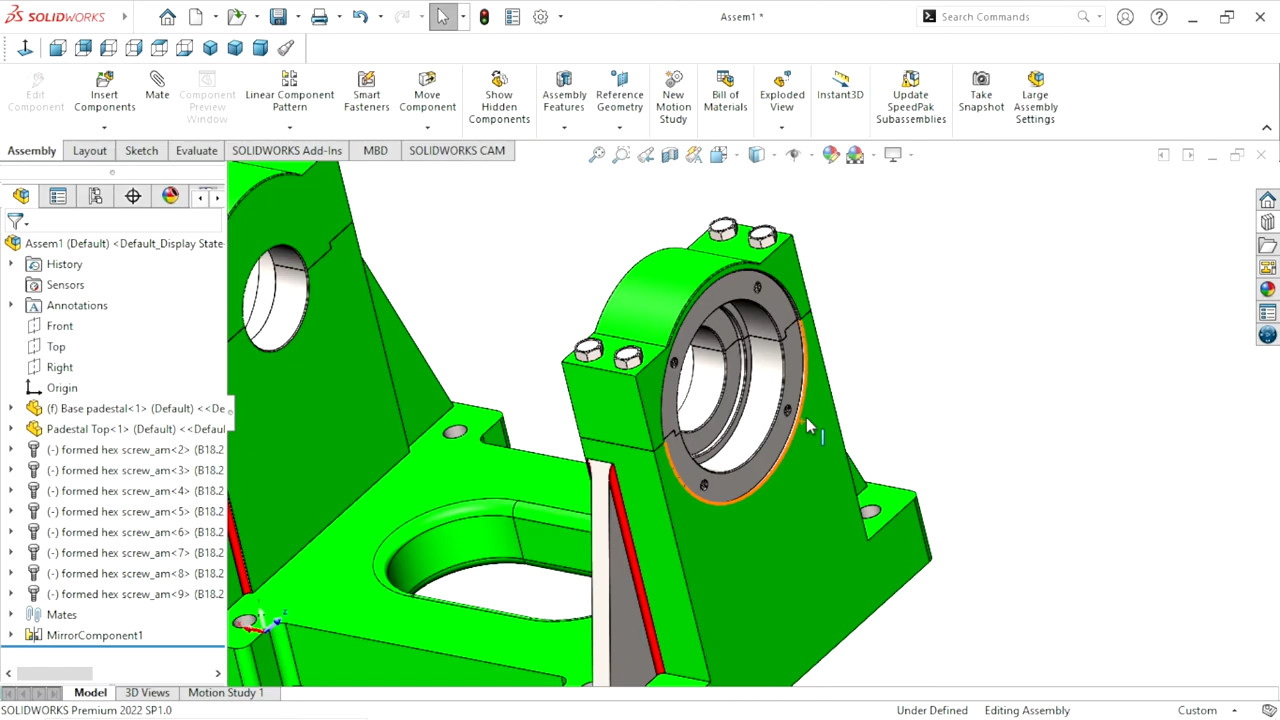 SOLIDWORKS
Assem1 *
Search Commands
Edit
Component
Insert
Components
Mate
Component
Preview
Window
Linear Component
Pattern
Smart
Fasteners
Move
Component
Show
Hidden
Components
Assembly
Features
Reference
Geometry
New
Motion
Study
Bill of
Materials
Exploded
View
Instant3D
Update
SpeedPak
Subassemblies
Take
Snapshot
Large
Assembly
Settings
Assembly
Layout
Sketch
Evaluate
SOLIDWORKS Add-Ins
MBD
SOLIDWORKS CAM
Assem1 (Default) <Default_Display State-
History
Sensors
Annotations
Front
Top
Right
Origin
(f) Base padestal<1> (Default) <<De
Padestal Top<1> (Default) <<Defau
(-) formed hex screw_am<2> (B18.2
(-) formed hex screw_am<3> (B18.2
(-) formed hex screw_am<4> (B18.2
(-) formed hex screw_am<5> (B18.2
(-) formed hex screw_am<6> (B18.2
(-) formed hex screw_am<7> (B18.2
(-) formed hex screw_am<8> (B18.2
(-) formed hex screw_am<9> (B18.2
Mates
MirrorComponent1
Model
3D Views
Motion Study 1
SOLIDWORKS Premium 2022 SP1.0
Under Defined
Editing Assembly
Custom